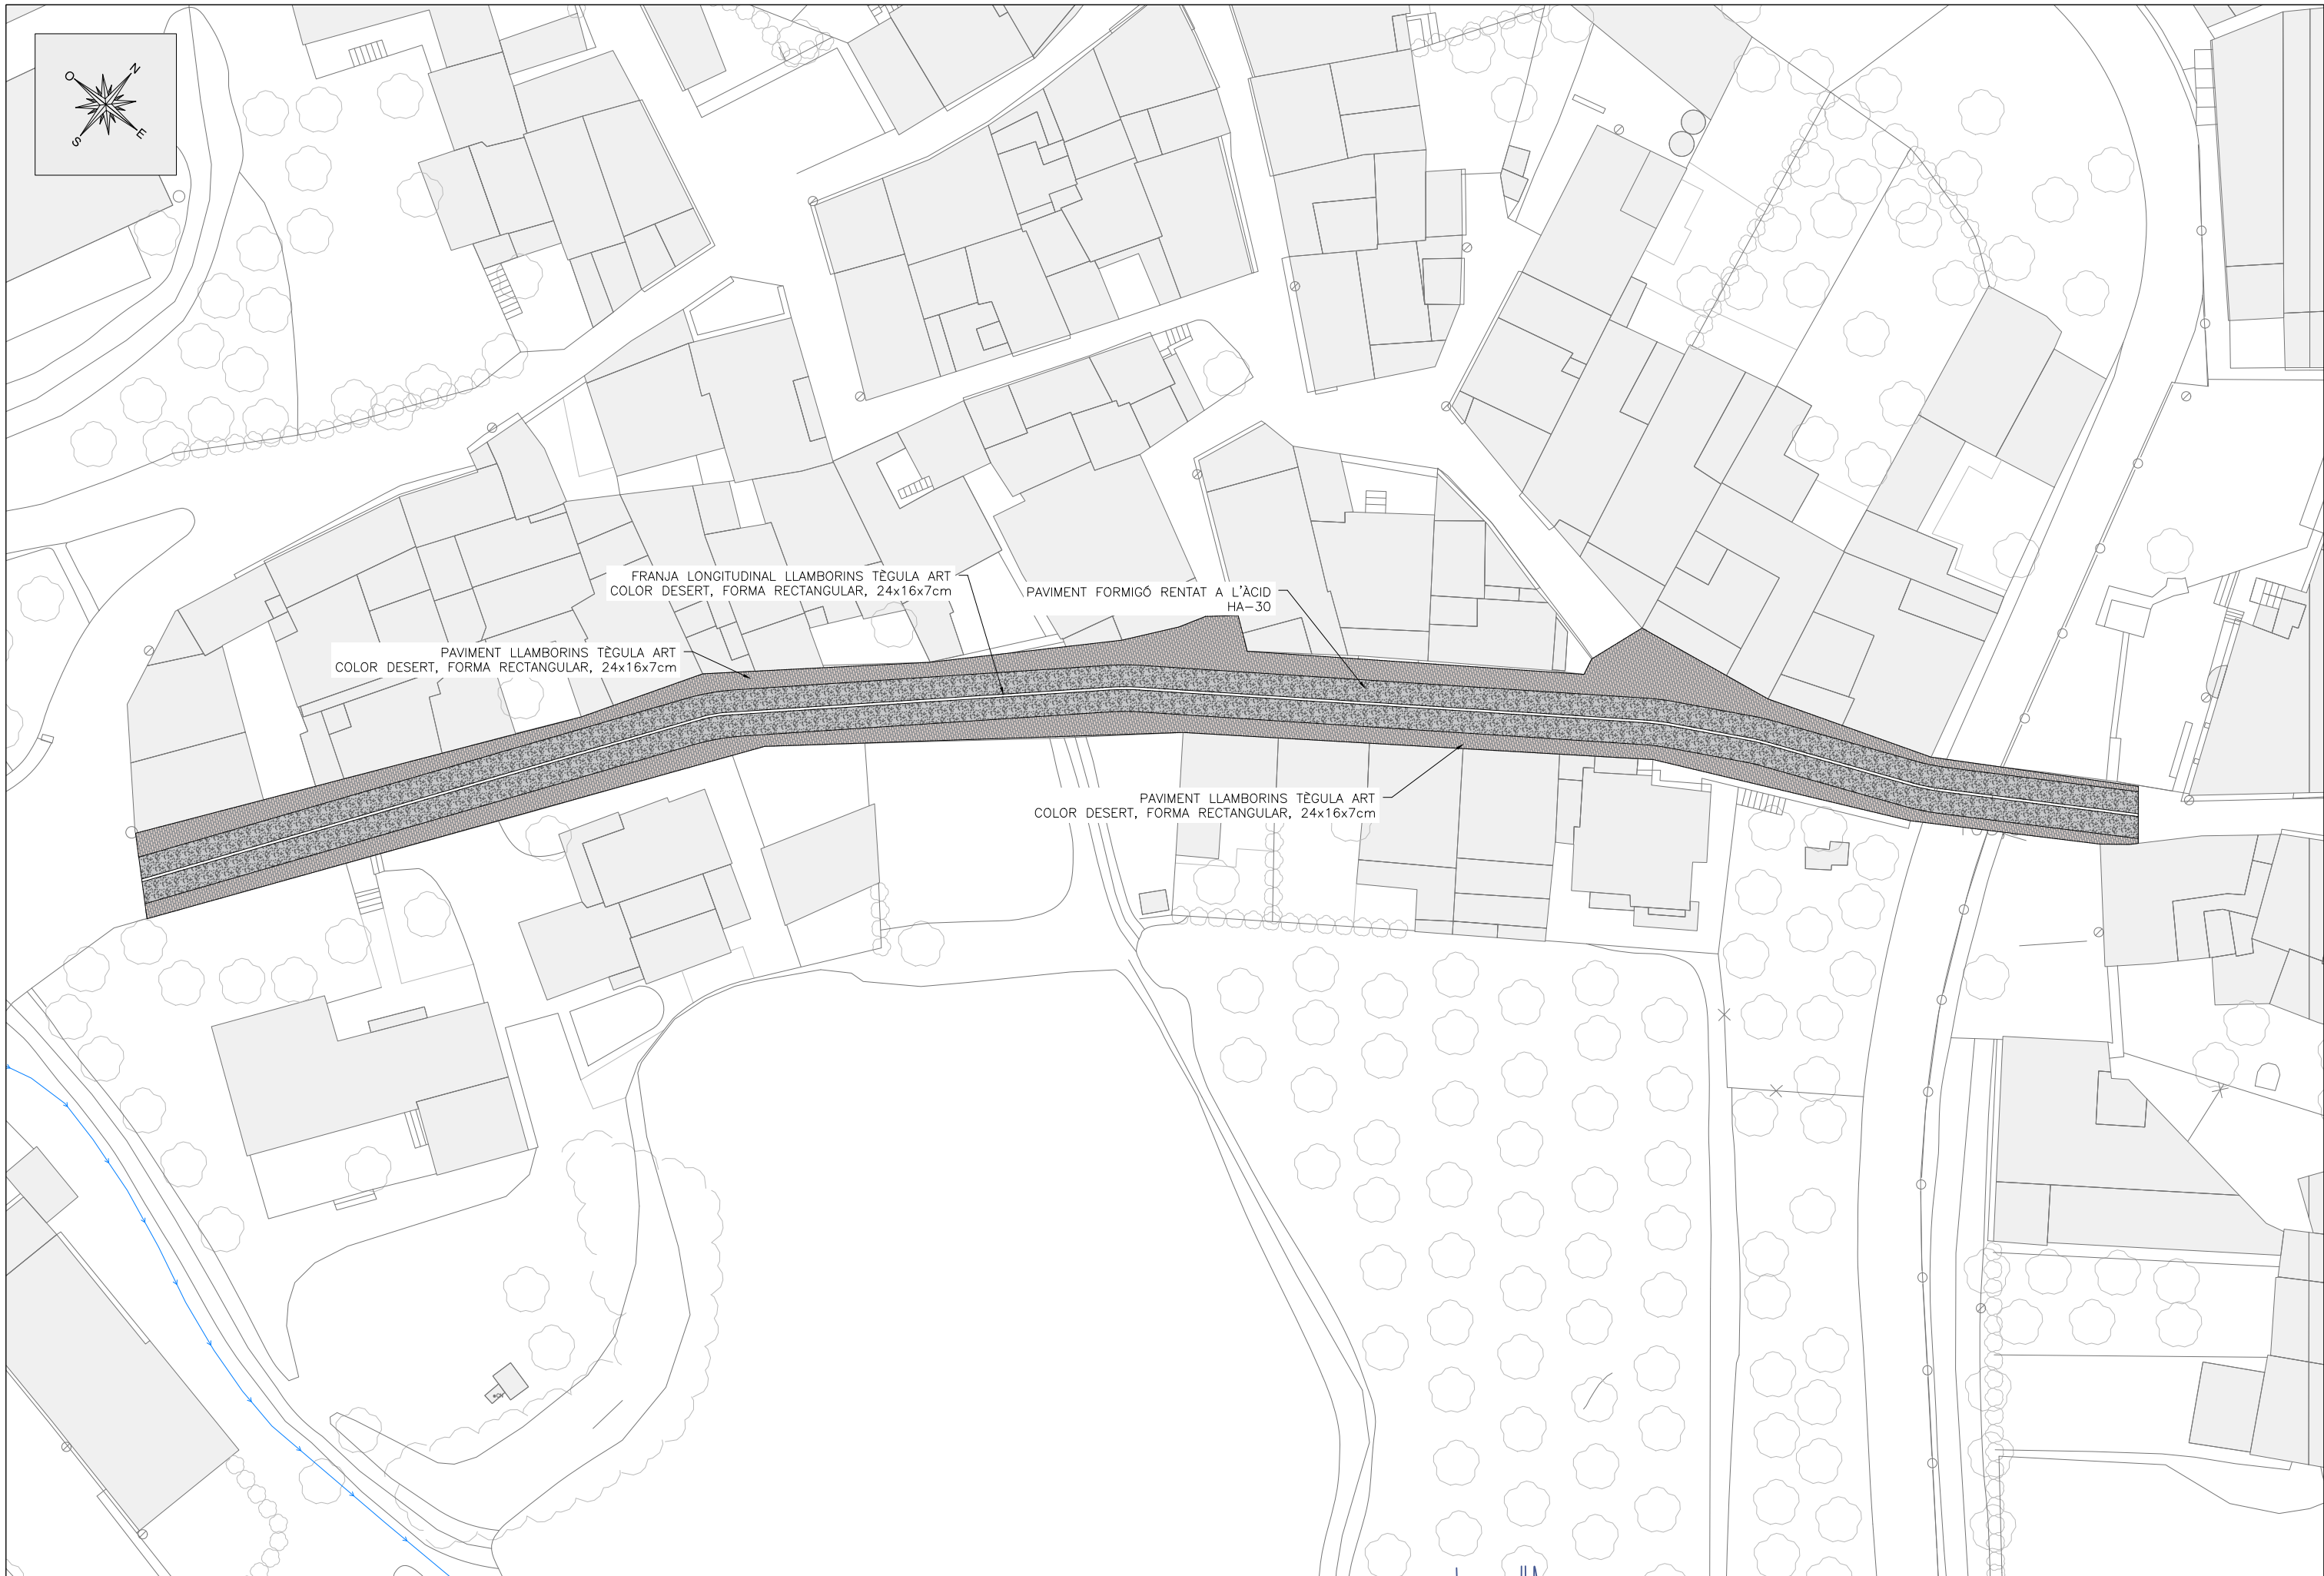 O
N
S
E
FRANJA LONGITUDINAL LLAMBORINS TÈGULA ART
COLOR DESERT, FORMA RECTANGULAR, 24x16x7cm
PAVIMENT FORMIGÓ RENTAT A L'ÀCID
HA-30
PAVIMENT LLAMBORINS TÈGULA ART
COLOR DESERT, FORMA RECTANGULAR, 24x16x7cm
PAVIMENT LLAMBORINS TÈGULA ART
COLOR DESERT, FORMA RECTANGULAR, 24x16x7cm